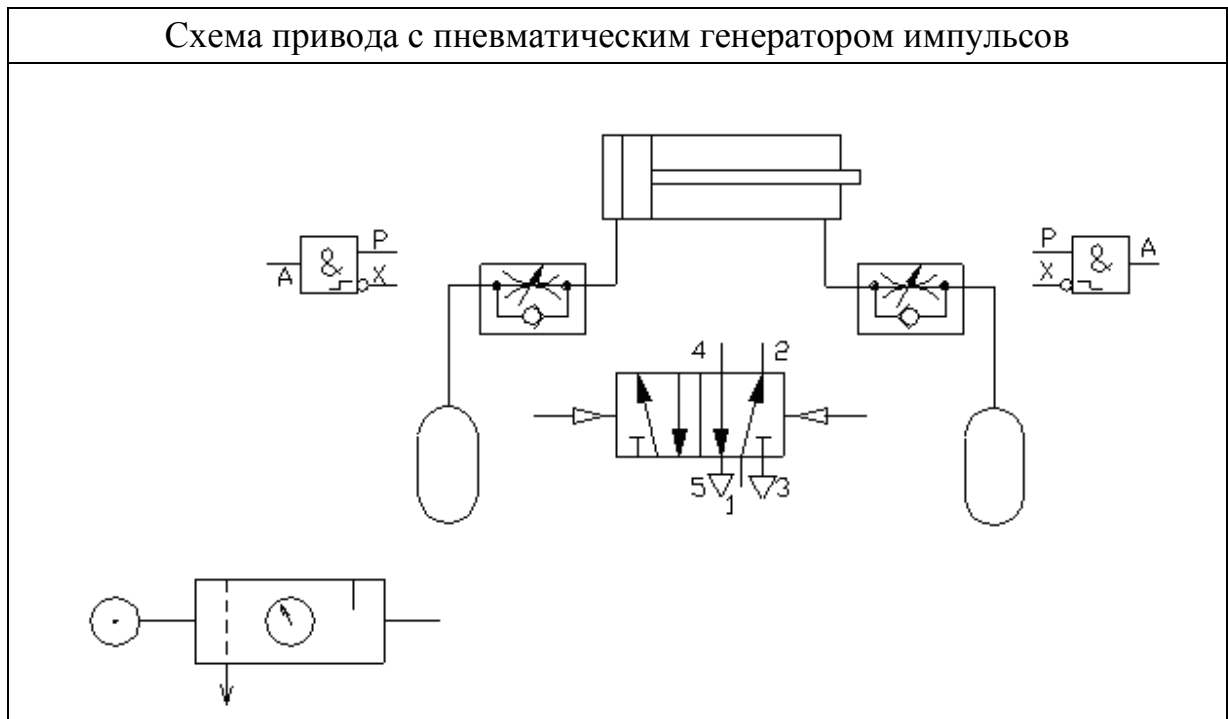 Схема привода с пневматическим генератором импульсов
A & P X
P X & A
4 2
5 1 3